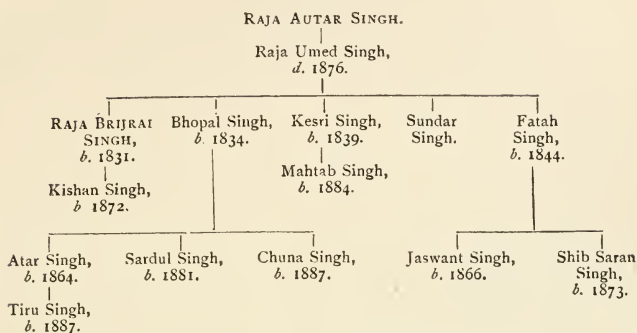 RAJA AUTAR SINGH.
Raja Umed Singh,
d. 1876.
RAJA BRIJRAI
SINGH,
b. 1831.
Kishan Singh,
b 1872.
Bhopal Singh,
b. 1834.
Kesri Singh,
b. 1839.
Mahtab Singh,
b. 1884.
Sundar
Singh.
Fatah
Singh,
b. 1844.
Atar Singh,
b. 1864.
Tiru Singh,
b. 1887.
Sardul Singh,
b. 1881.
Chuna Singh,
b. 1887.
Jaswant Singh,
b. 1866.
Shib Saran
Singh,
b. 1873.